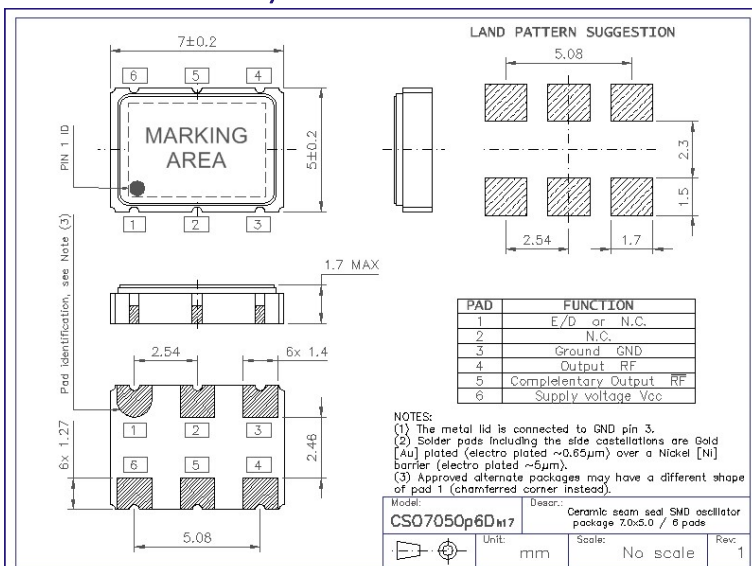 7±0.2
6 5 4
PIN 1 ID
MARKING
AREA
5±0.2
1 2 3
Pad identification, see Note (3)
1.7 MAX
2.54
6x 1.4
1 2 3
6 5 4
6x 1.27
2.46
5.08
LAND PATTERN SUGGESTION
5.08
2.3
1.5
2.54
1.7
PAD FUNCTION
1 E/D or N.C.
2 N.C.
3 Ground GND
4 Output RF
5 Complelentary Output RF
6 Supply voltage Vcc
NOTES:
(1) The metal lid is connected to GND pin 3.
(2) Solder pads including the side castellations are Gold
[Au] plated (electro plated ~0.65µm) over a Nickel [Ni]
barrier (electro plated ~5µm).
(3) Approved alternate packages may have a different shape
of pad 1 (chamferred corner instead).
Model:
CSO7050p6Dh17
Descr.:
Ceramic seam seal SMD oscillator
package 7.0x5.0 / 6 pads
Unit:
mm
Scale:
No scale
Rev:
1